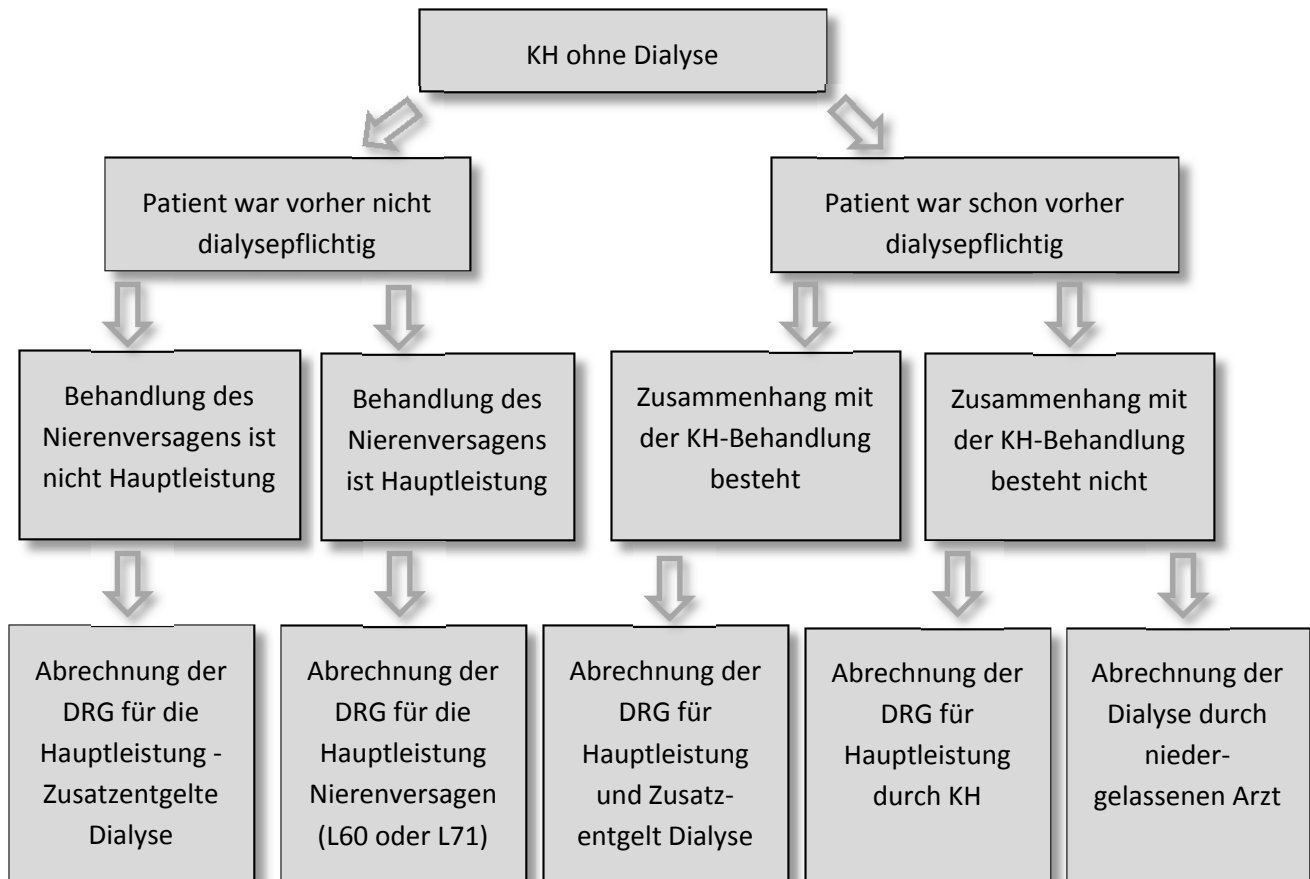 KH ohne Dialyse
Patient war vorher nicht
dialysepflichtig
Patient war schon vorher
dialysepflichtig
Behandlung des
Nierenversagens ist
nicht Hauptleistung
Behandlung des
Nierenversagens
ist Hauptleistung
Zusammenhang mit
der KH-Behandlung
besteht
Zusammenhang mit
der KH-Behandlung
besteht nicht
Abrechnung der
DRG für die
Hauptleistung -
Zusatzentgelte
Dialyse
Abrechnung der
DRG für die
Hauptleistung
Nierenversagen
(L60 oder L71)
Abrechnung der
DRG für
Hauptleistung
und Zusatz-
entgelt Dialyse
Abrechnung der
DRG für
Hauptleistung
durch KH
Abrechnung der
Dialyse durch
nieder-
gelassenen Arzt